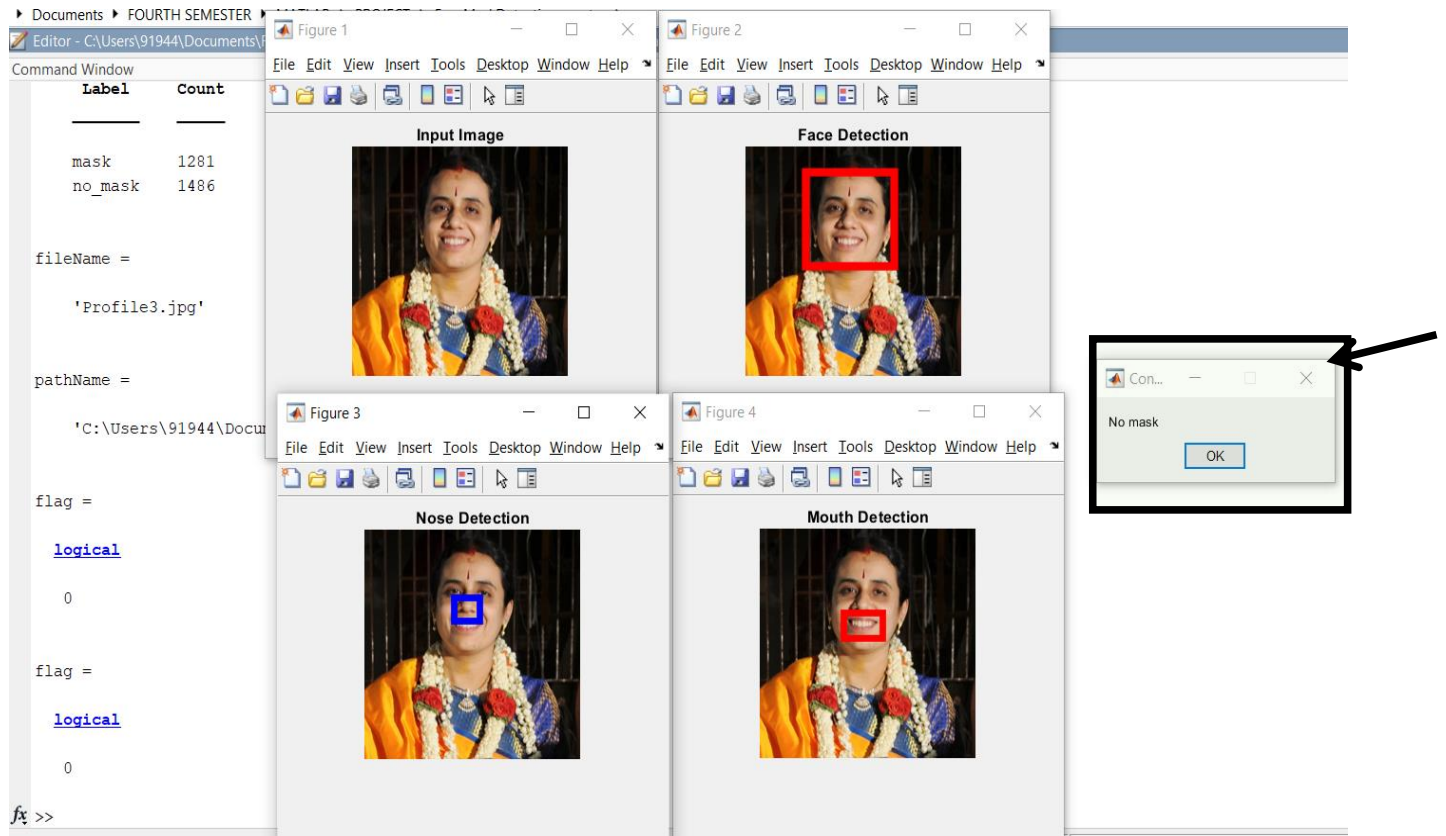 Documents FOURTH SEMESTER
Editor - C:\Users\91944\Documents\F
Command Window
Label Count
mask 1281
no_mask 1486
fileName =
'Profile3.jpg'
pathName =
'C:\Users\91944\Docu
flag =
logical
0
flag =
logical
0
fx >>
Figure 1
File Edit View Insert Tools Desktop Window Help
Input Image
Figure 2
File Edit View Insert Tools Desktop Window Help
Face Detection
Figure 3
File Edit View Insert Tools Desktop Window Help
Nose Detection
Figure 4
File Edit View Insert Tools Desktop Window Help
Mouth Detection
Con...
No mask
OK